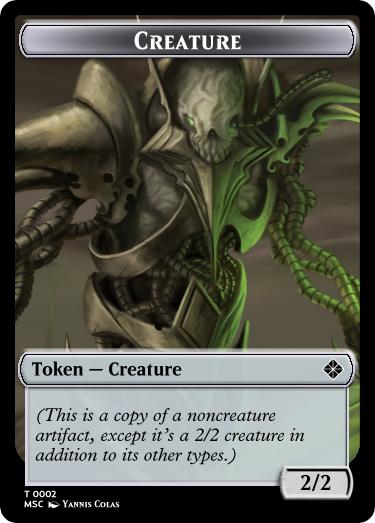 CREATURE
Token — Creature
(This is a copy of a noncreature
artifact, except it's a 2/2 creature in
addition to its other types.)
2/2
T 0002
MSC YANNIS COLAS